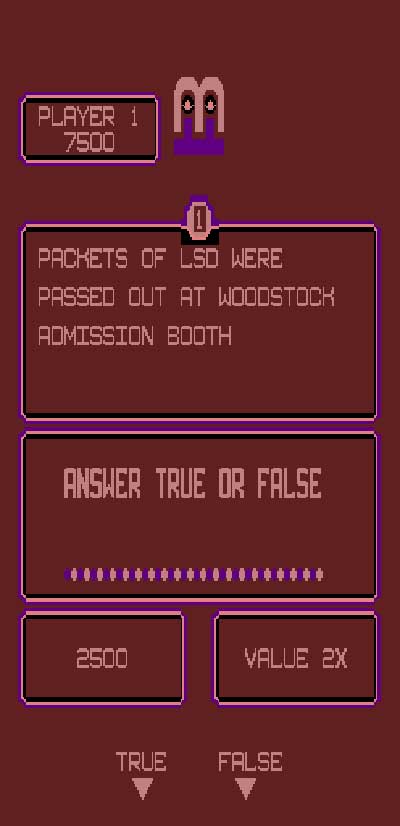 PLAYER 1
7500
1
PACKETS OF LSD WERE
PASSED OUT AT WOODSTOCK
ADMISSION BOOTH
ANSWER TRUE OR FALSE
2500
VALUE 2X
TRUE
FALSE